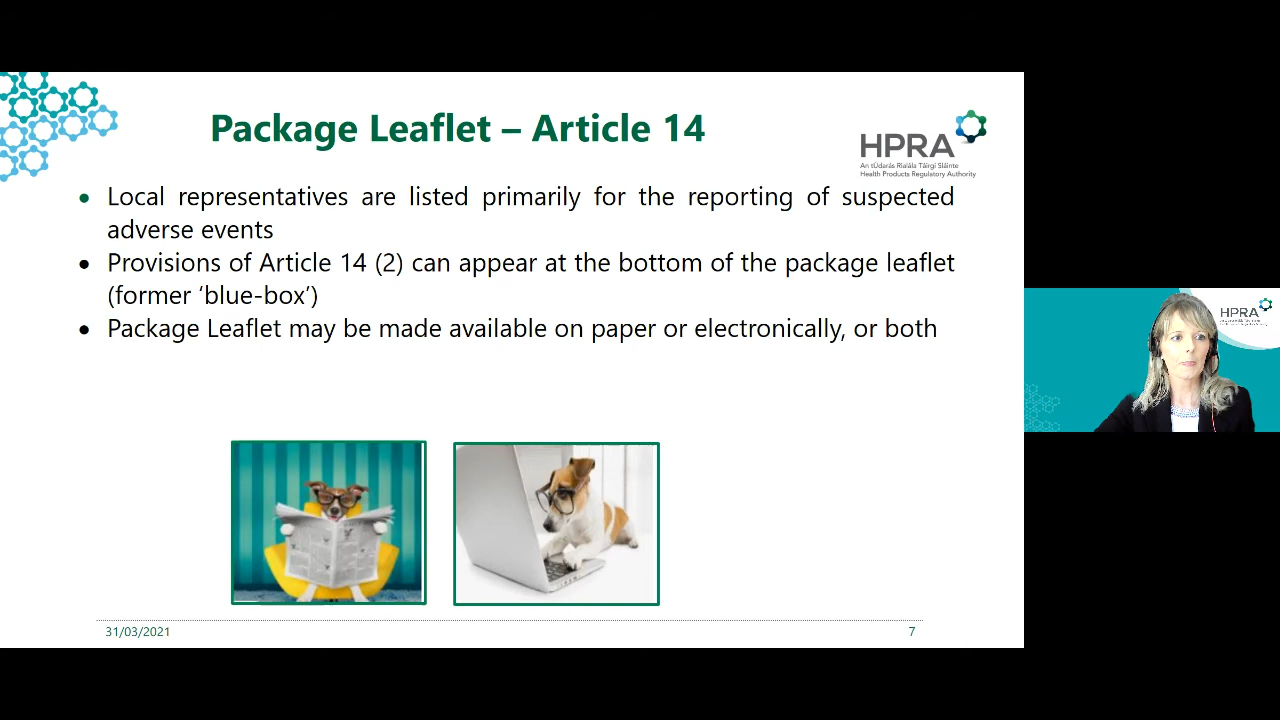 Package Leaflet – Article 14
HPRA
An tÚdarás Rialála Táirgí Sláinte
Health Products Regulatory Authority
• Local representatives are listed primarily for the reporting of suspected
adverse events
• Provisions of Article 14 (2) can appear at the bottom of the package leaflet
(former ‘blue-box’)
• Package Leaflet may be made available on paper or electronically, or both
31/03/2021
7
HPRA